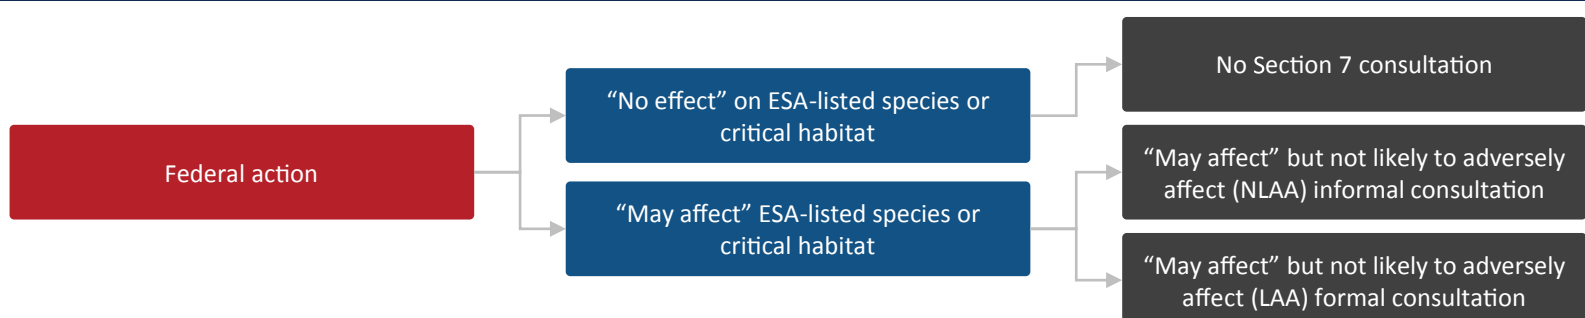 Federal action
“No effect” on ESA-listed species or
critical habitat
“May affect” ESA-listed species or
critical habitat
No Section 7 consultation
“May affect” but not likely to adversely
affect (NLAA) informal consultation
“May affect” but not likely to adversely
affect (LAA) formal consultation